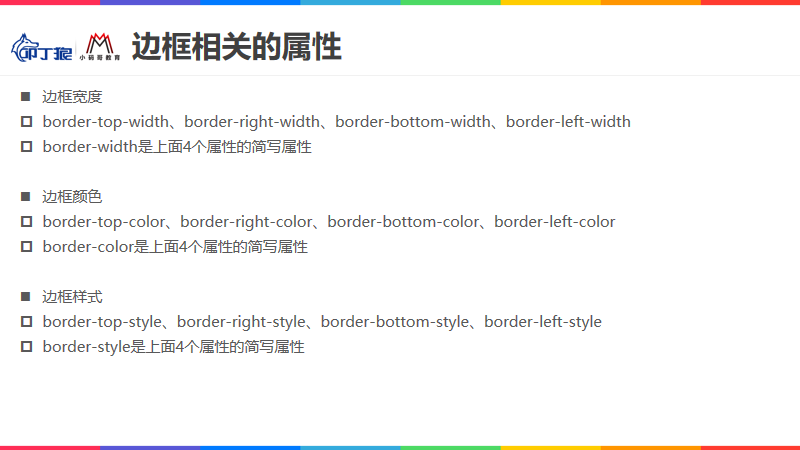 叩丁狼
小码哥教育
边框相关的属性
■ 边框宽度
□ border-top-width、border-right-width、border-bottom-width、border-left-width
□ border-width是上面4个属性的简写属性
■ 边框颜色
□ border-top-color、border-right-color、border-bottom-color、border-left-color
□ border-color是上面4个属性的简写属性
■ 边框样式
□ border-top-style、border-right-style、border-bottom-style、border-left-style
□ border-style是上面4个属性的简写属性